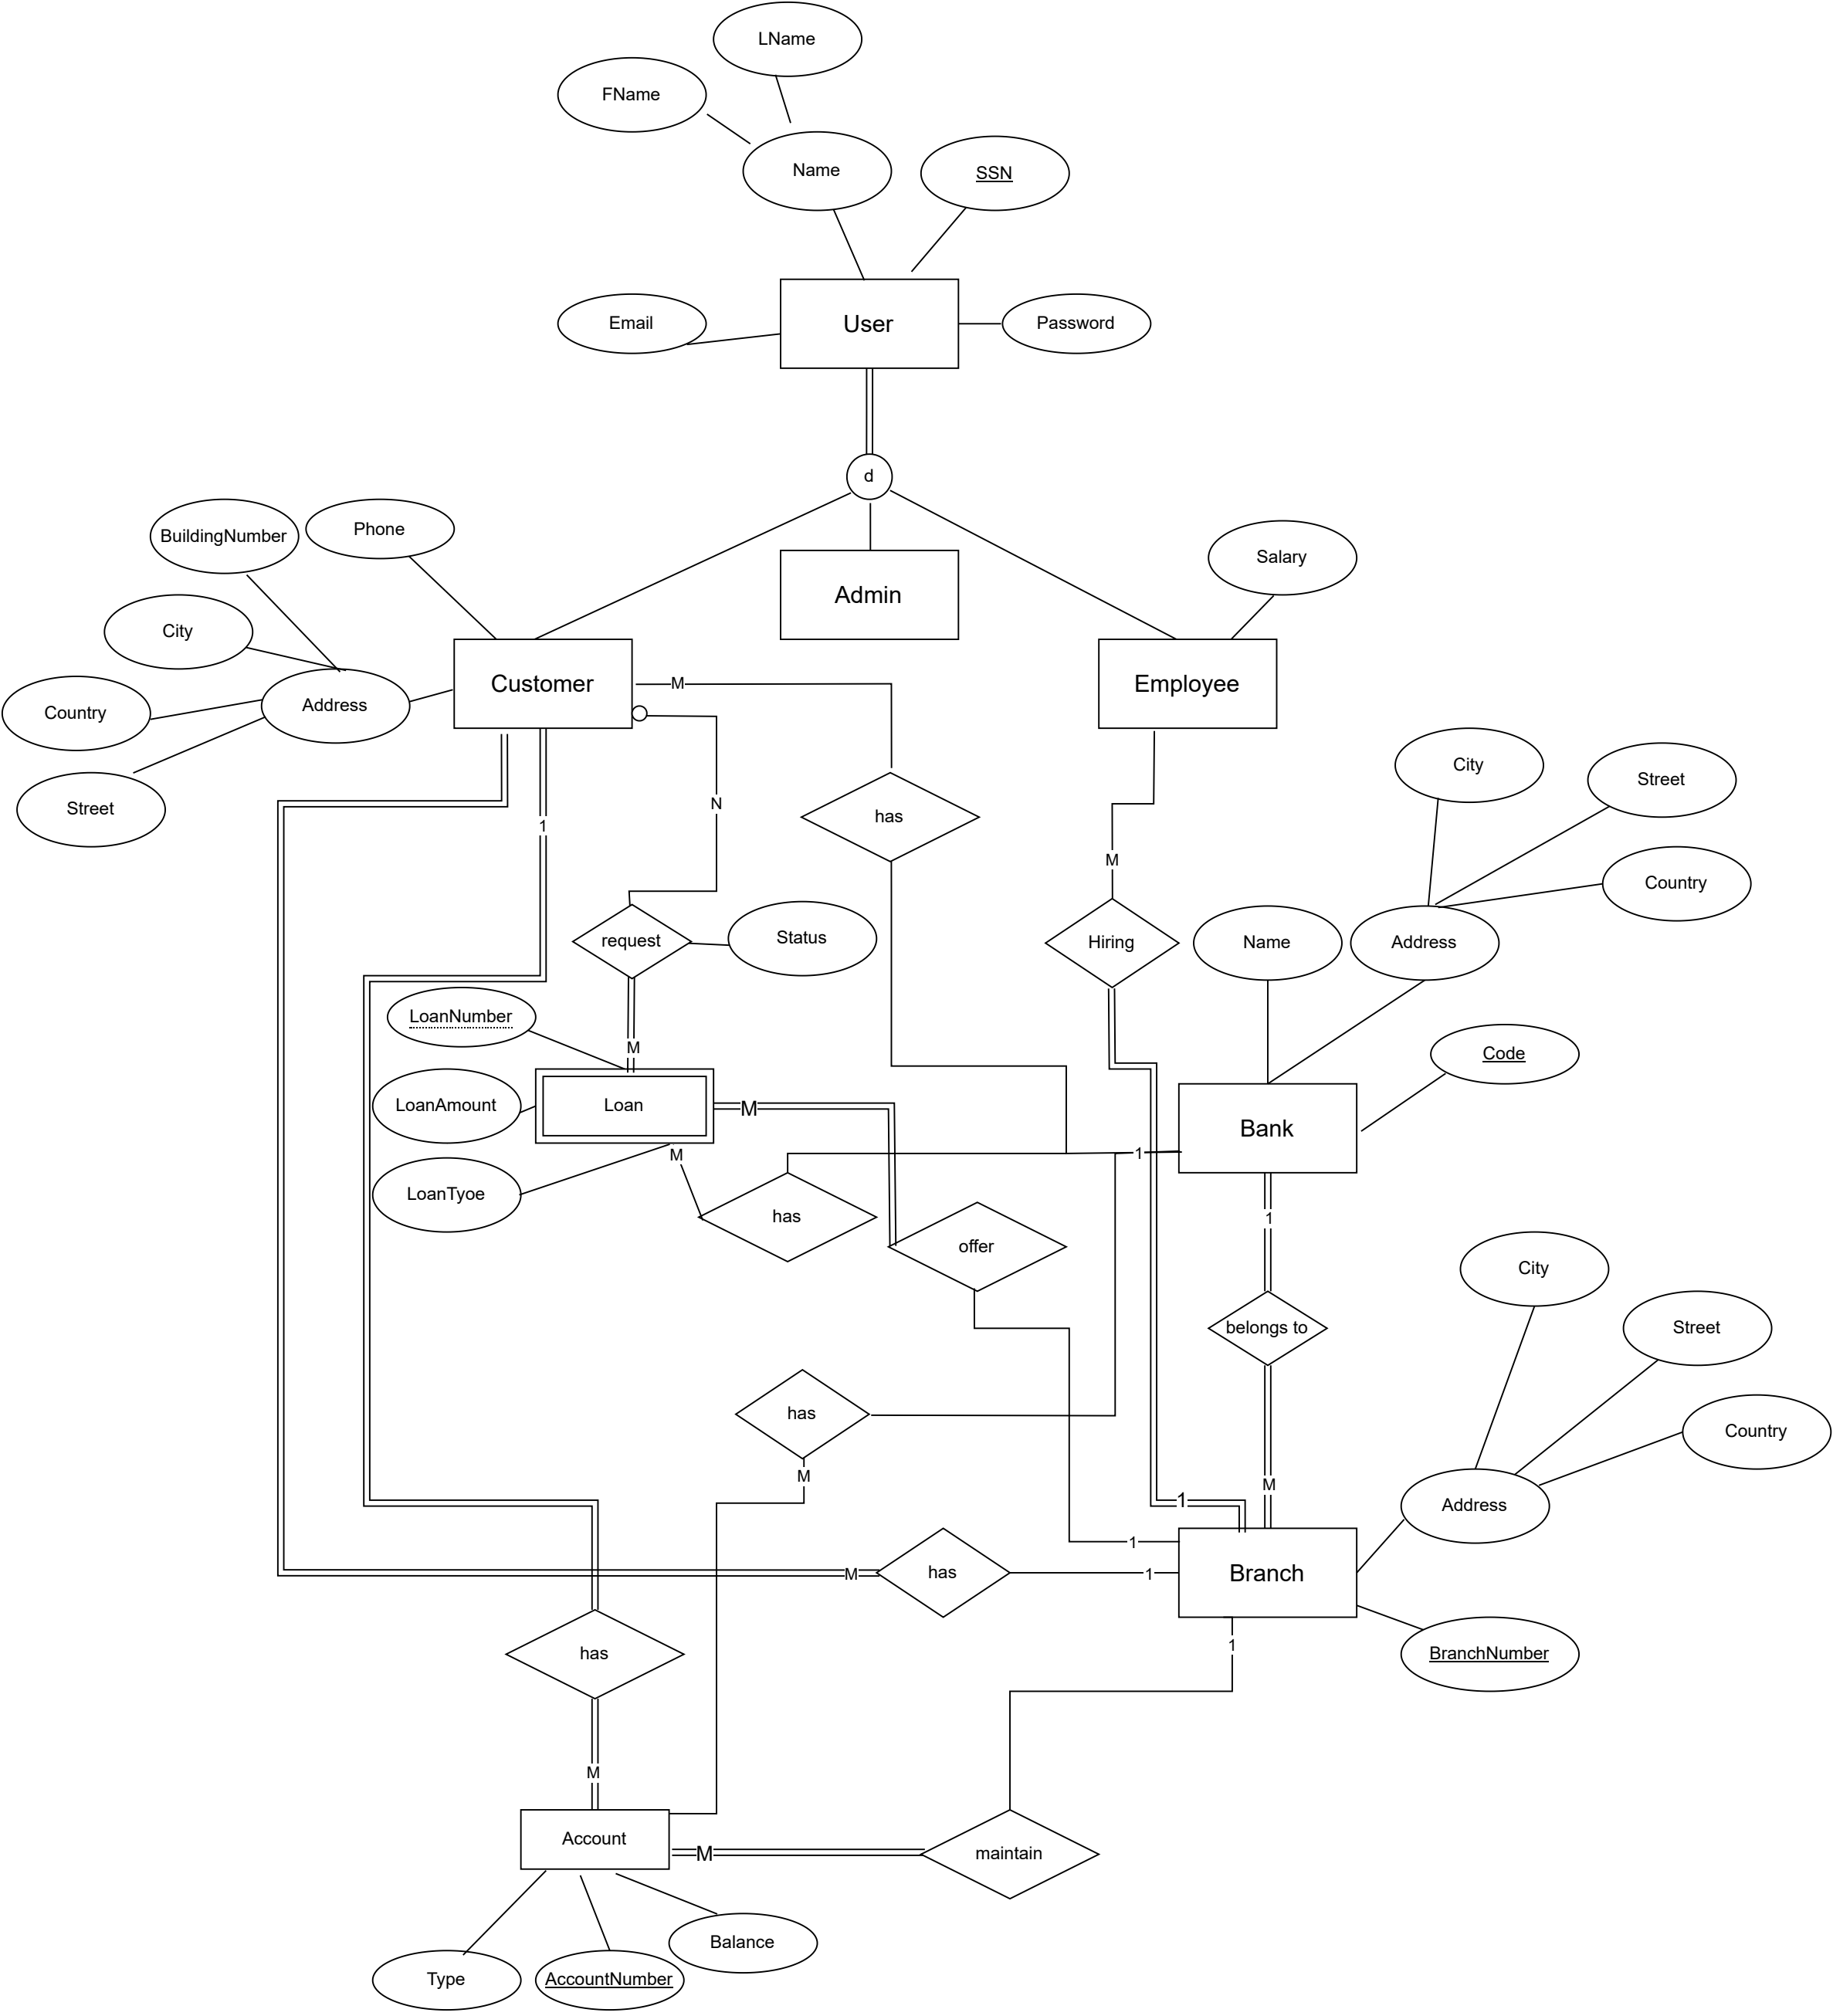 LName
FName
Name
SSN
Email
User
Password
d
BuildingNumber
Phone
Salary
Admin
City
Customer
M
Employee
Country
Address
Street
N
has
1
City
Street
M
Country
request
Status
Hiring
Name
Address
LoanNumber
M
Code
LoanAmount
Loan
M
Bank
M
1
LoanTyoe
has
1
offer
City
belongs to
Street
has
Country
M
M
1
Address
1
M
has
1
Branch
1
has
BranchNumber
M
Account
M
maintain
Balance
Type
AccountNumber